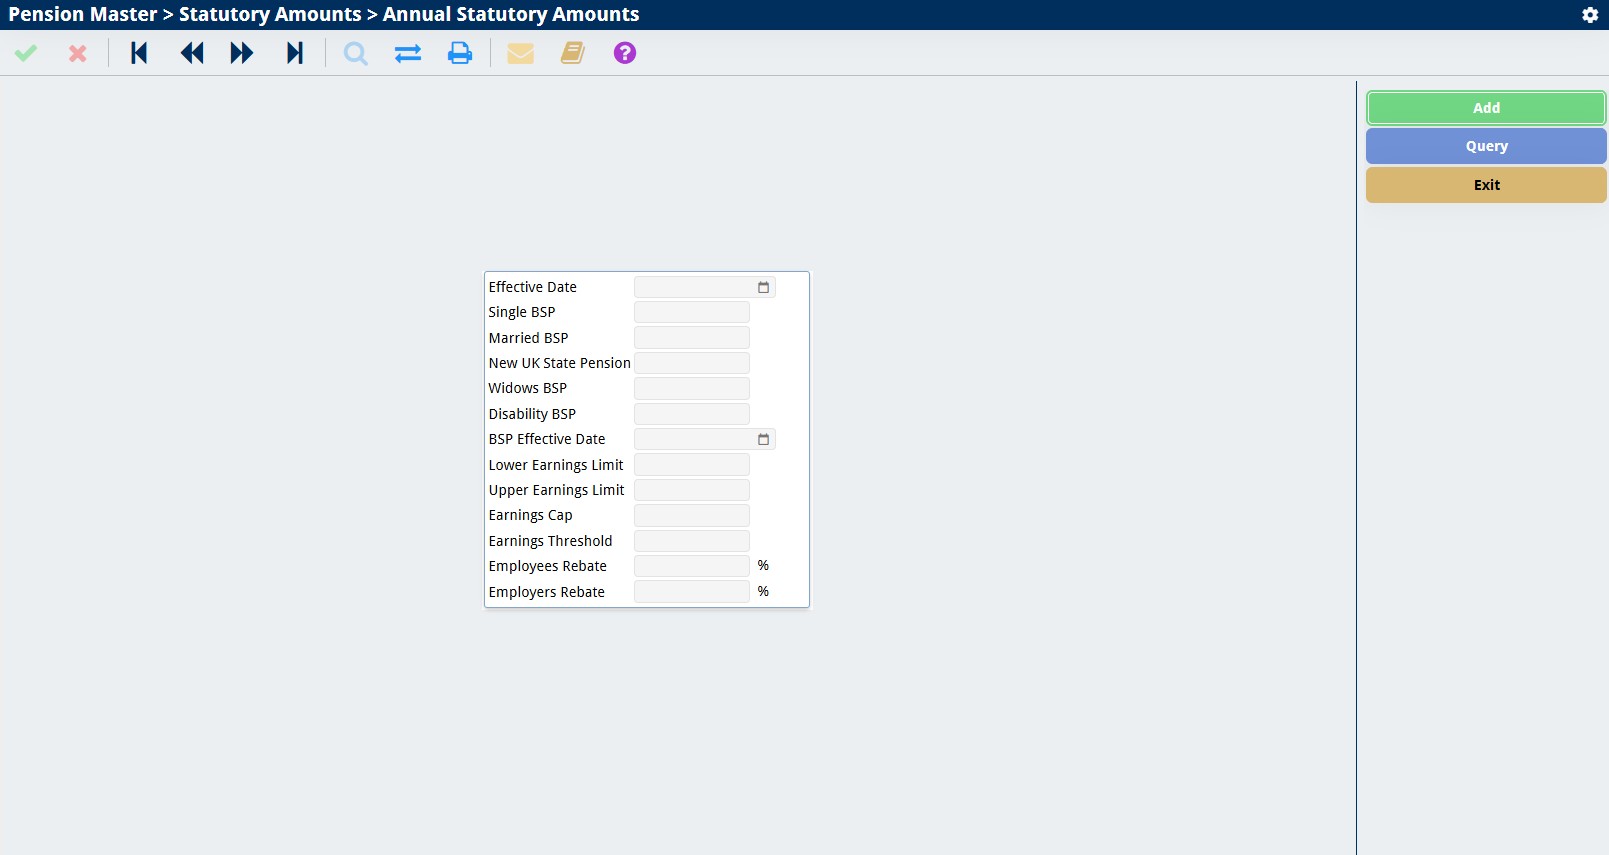 Pension Master > Statutory Amounts > Annual Statutory Amounts
?
Add
Query
Exit
Effective Date
Single BSP
Married BSP
New UK State Pension
Widows BSP
Disability BSP
BSP Effective Date
Lower Earnings Limit
Upper Earnings Limit
Earnings Cap
Earnings Threshold
Employees Rebate %
Employers Rebate %